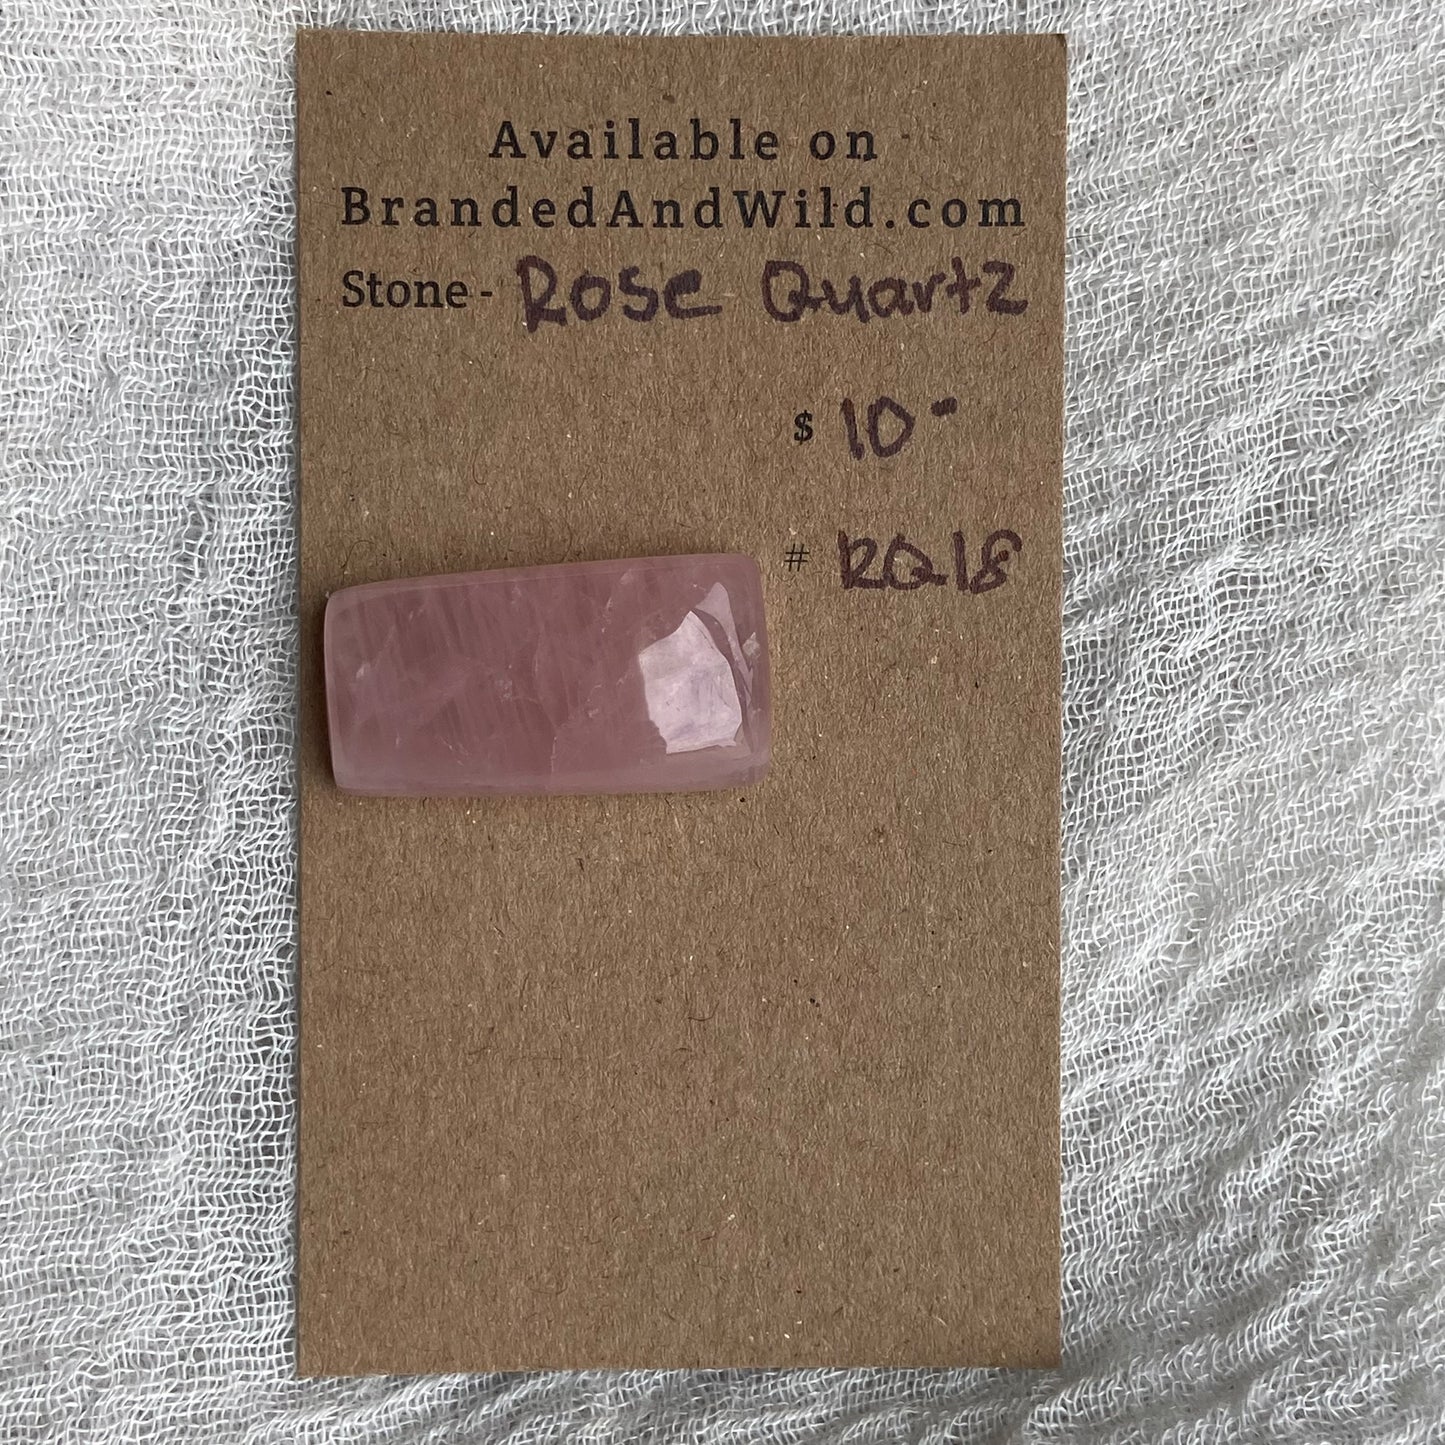 Available on
BrandedAndWild.com
Stone - Rose Quartz
$ 10 -
# RQ18